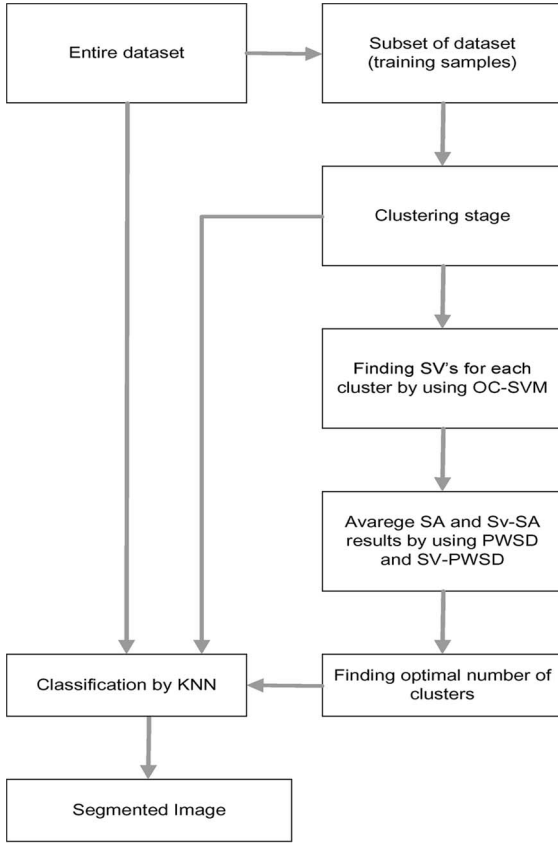 Entire dataset
Subset of dataset
(training samples)
Clustering stage
Finding SV's for each
cluster by using OC-SVM
Avarege SA and Sv-SA
results by using PWSD
and SV-PWSD
Finding optimal number of
clusters
Classification by KNN
Segmented Image